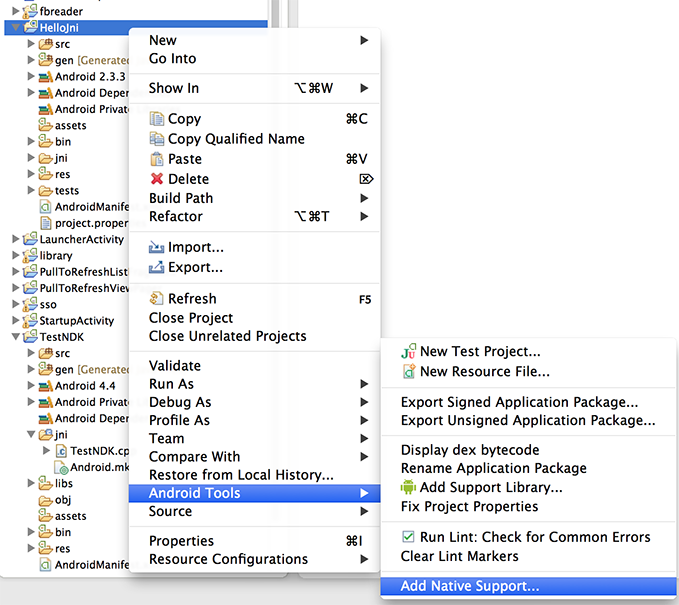 fbreader
HelloJni
src
gen [Generated
Android 2.3.3
Android Deper
Android Privat
assets
bin
jni
res
tests
AndroidManife
project.proper
LauncherActivity
library
PullToRefreshListV
PullToRefreshView
sso
StartupActivity
TestNDK
src
gen [Generated
Android 4.4
Android Privat
Android Deper
jni
TestNDK.cp
Android.mk
libs
obj
assets
bin
res
AndroidManife
New
Go Into
Show In ⌥⌘W
Copy ⌘C
Copy Qualified Name
Paste ⌘V
Delete ⌦
Build Path
Refactor ⌥⌘T
Import...
Export...
Refresh F5
Close Project
Close Unrelated Projects
Validate
Run As
Debug As
Profile As
Team
Compare With
Restore from Local History...
Android Tools
Source
Properties ⌘I
Resource Configurations
New Test Project...
New Resource File...
Export Signed Application Package...
Export Unsigned Application Package...
Display dex bytecode
Rename Application Package
Add Support Library...
Fix Project Properties
Run Lint: Check for Common Errors
Clear Lint Markers
Add Native Support...